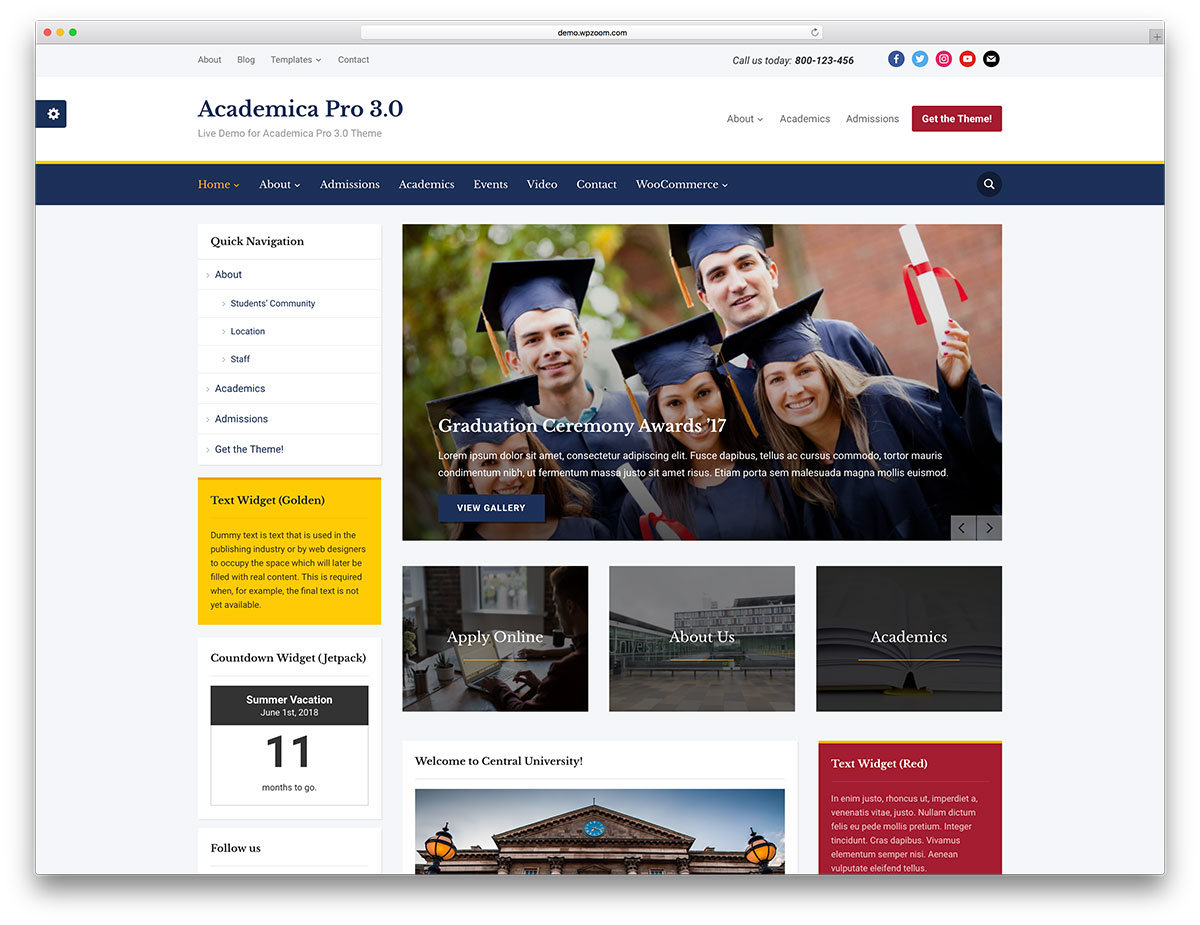 demo.wpzoom.com
About Blog Templates Contact
Call us today: 800-123-456
Academica Pro 3.0
Live Demo for Academica Pro 3.0 Theme
About Academics Admissions Get the Theme!
Home About Admissions Academics Events Video Contact WooCommerce
Quick Navigation
About
Students' Community
Location
Staff
Academics
Admissions
Get the Theme!
Text Widget (Golden)
Dummy text is text that is used in the
publishing industry or by web designers
to occupy the space which will later be
filled with real content. This is required
when, for example, the final text is not
yet available.
Countdown Widget (Jetpack)
Summer Vacation
June 1st, 2018
11
months to go.
Follow us
Graduation Ceremony Awards ’17
Lorem ipsum dolor sit amet, consectetur adipiscing elit. Fusce dapibus, tellus ac cursus commodo, tortor mauris
condimentum nibh, ut fermentum massa justo sit amet risus. Etiam porta sem malesuada magna mollis euismod.
VIEW GALLERY
Apply Online
About Us
Academics
Welcome to Central University!
Text Widget (Red)
In enim justo, rhoncus ut, imperdiet a,
venenatis vitae, justo. Nullam dictum
felis eu pede mollis pretium. Integer
tincidunt. Cras dapibus. Vivamus
elementum semper nisi. Aenean
vulputate eleifend tellus.